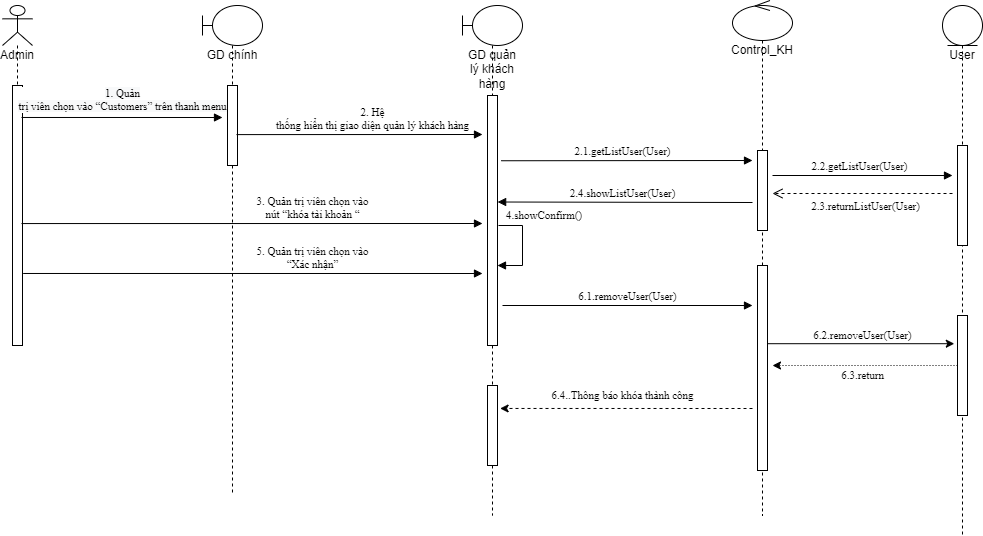 Admin
GD chính
GD quản
lý khách
hàng
Control_KH
User
1. Quản
trị viên chọn vào “Customers” trên thanh menu
2. Hệ
thống hiển thị giao diện quản lý khách hàng
2.1.getListUser(User)
2.2.getListUser(User)
2.4.showListUser(User)
2.3.returnListUser(User)
3. Quản trị viên chọn vào
nút “khóa tài khoản “
4.showConfirm()
5. Quản trị viên chọn vào
“Xác nhận”
6.1.removeUser(User)
6.2.removeUser(User)
6.3.return
6.4..Thông báo khóa thành công